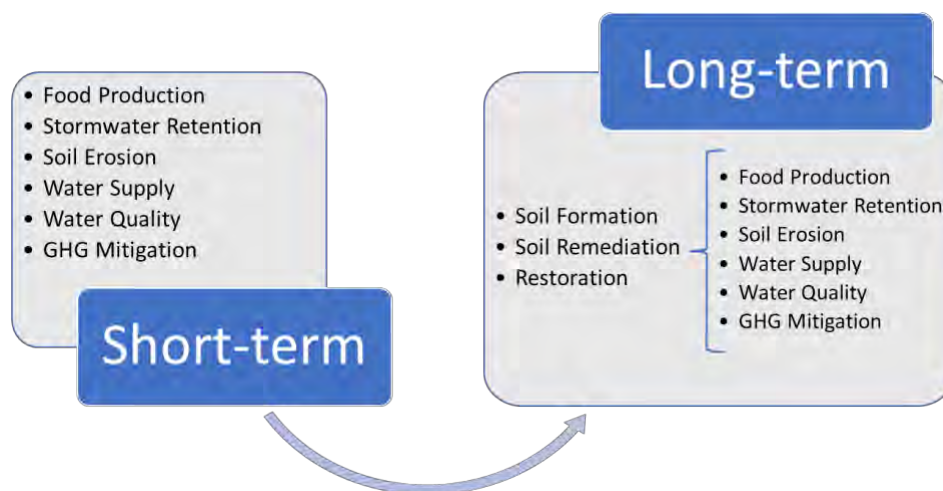 • Food Production
• Stormwater Retention
• Soil Erosion
• Water Supply
• Water Quality
• GHG Mitigation
Short-term
Long-term
• Soil Formation
• Soil Remediation
• Restoration
• Food Production
• Stormwater Retention
• Soil Erosion
• Water Supply
• Water Quality
• GHG Mitigation